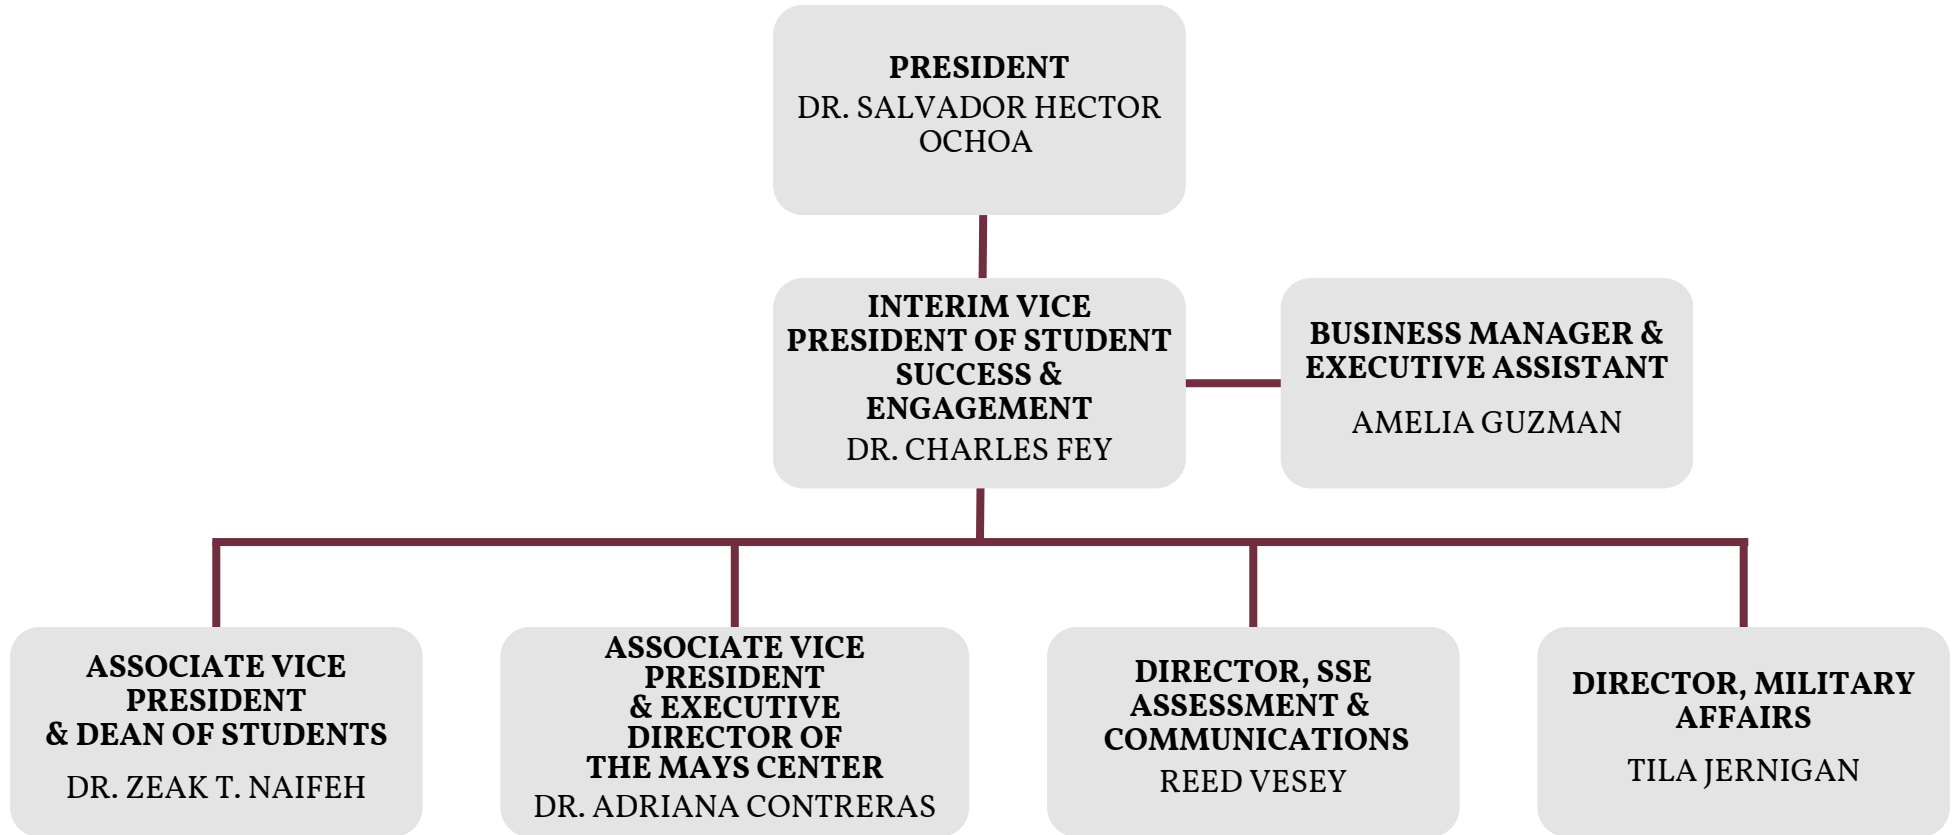 PRESIDENT
DR. SALVADOR HECTOR
OCHOA
INTERIM VICE
PRESIDENT OF STUDENT
SUCCESS &
ENGAGEMENT
DR. CHARLES FEY
BUSINESS MANAGER &
EXECUTIVE ASSISTANT
AMELIA GUZMAN
ASSOCIATE VICE
PRESIDENT
& DEAN OF STUDENTS
DR. ZEAK T. NAIFEH
ASSOCIATE VICE
PRESIDENT
& EXECUTIVE
DIRECTOR OF
THE MAYS CENTER
DR. ADRIANA CONTRERAS
DIRECTOR, SSE
ASSESSMENT &
COMMUNICATIONS
REED VESEY
DIRECTOR, MILITARY
AFFAIRS
TILA JERNIGAN